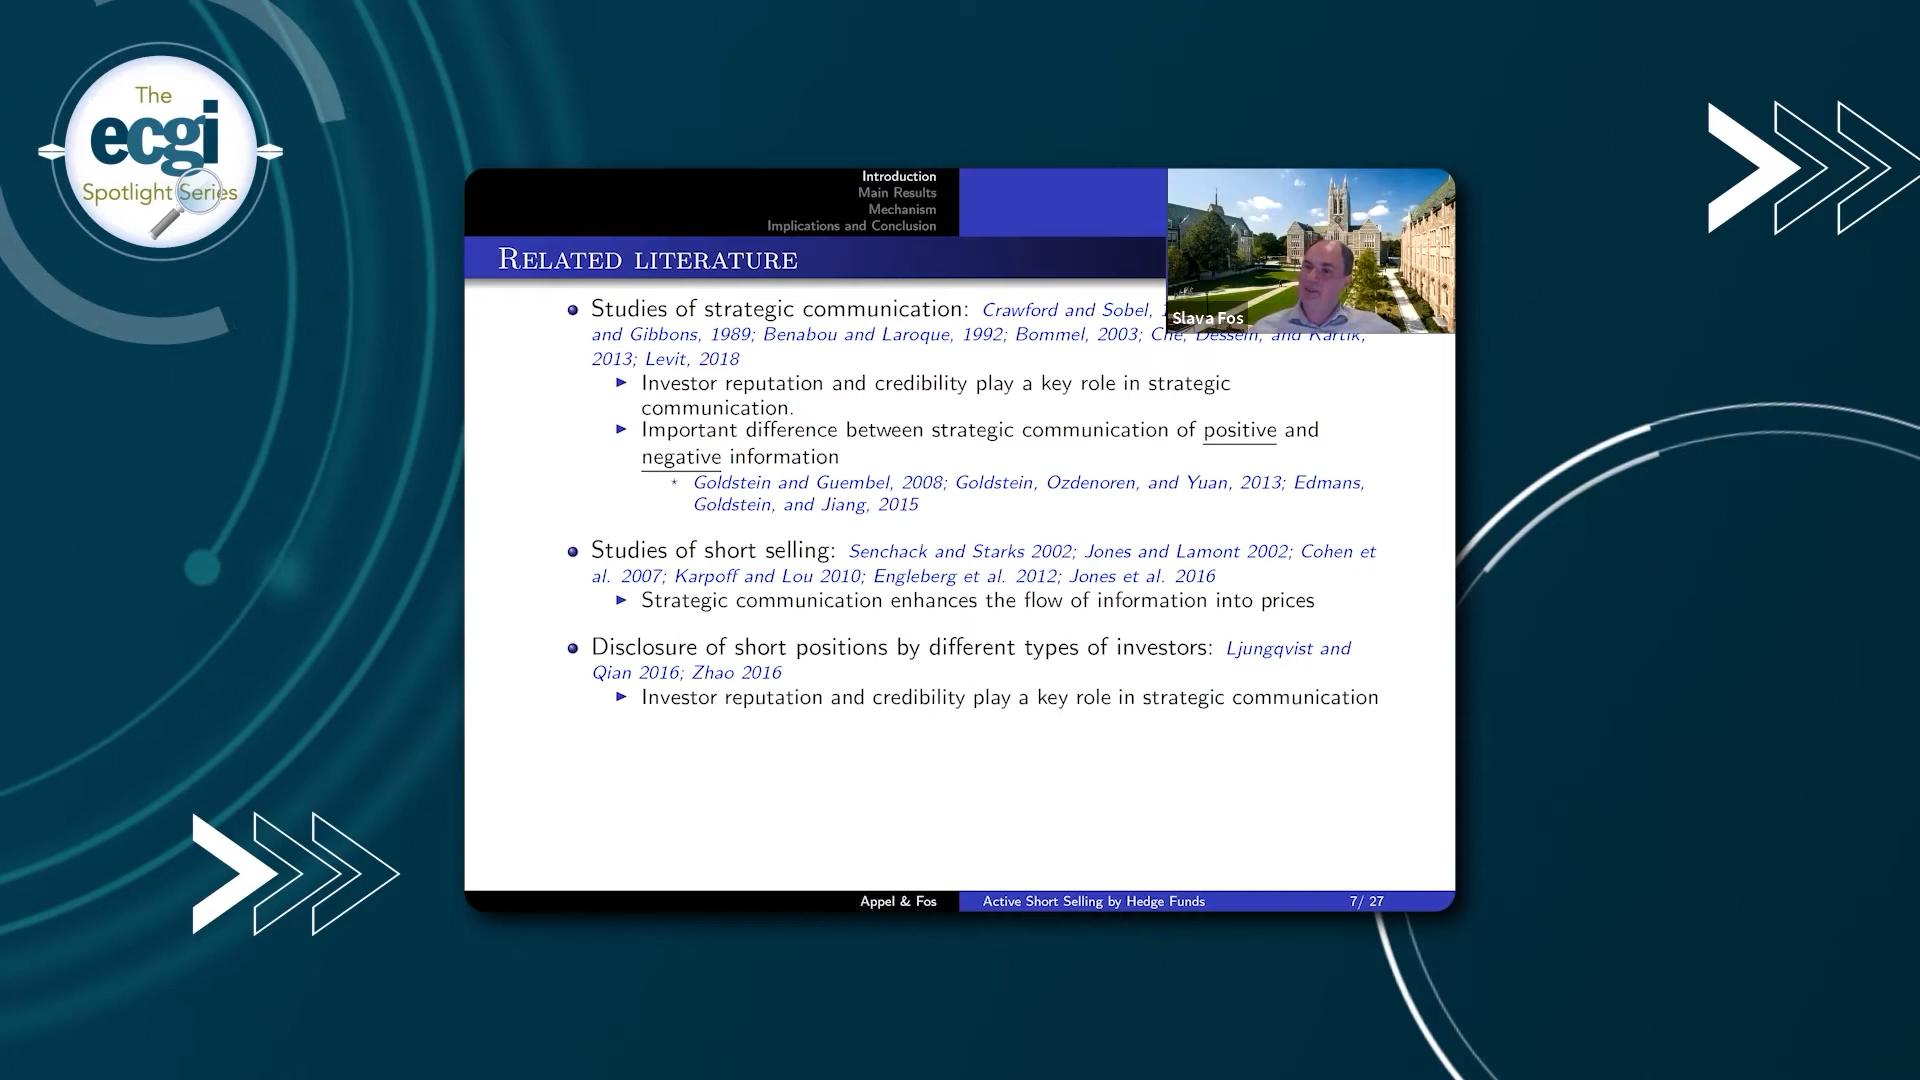 The
ecgi
Spotlight Series
Introduction
Main Results
Mechanism
Implications and Conclusion
RELATED LITERATURE
Slava Fos
• Studies of strategic communication: Crawford and Sobel,
and Gibbons, 1989; Benabou and Laroque, 1992; Bommel, 2003; Che, Dessein, and Kartik,
2013; Levit, 2018
▶ Investor reputation and credibility play a key role in strategic
communication.
▶ Important difference between strategic communication of positive and
negative information
* Goldstein and Guembel, 2008; Goldstein, Ozdenoren, and Yuan, 2013; Edmans,
Goldstein, and Jiang, 2015
• Studies of short selling: Senchack and Starks 2002; Jones and Lamont 2002; Cohen et
al. 2007; Karpoff and Lou 2010; Engleberg et al. 2012; Jones et al. 2016
▶ Strategic communication enhances the flow of information into prices
• Disclosure of short positions by different types of investors: Ljungqvist and
Qian 2016; Zhao 2016
▶ Investor reputation and credibility play a key role in strategic communication
Appel & Fos
Active Short Selling by Hedge Funds
7/ 27